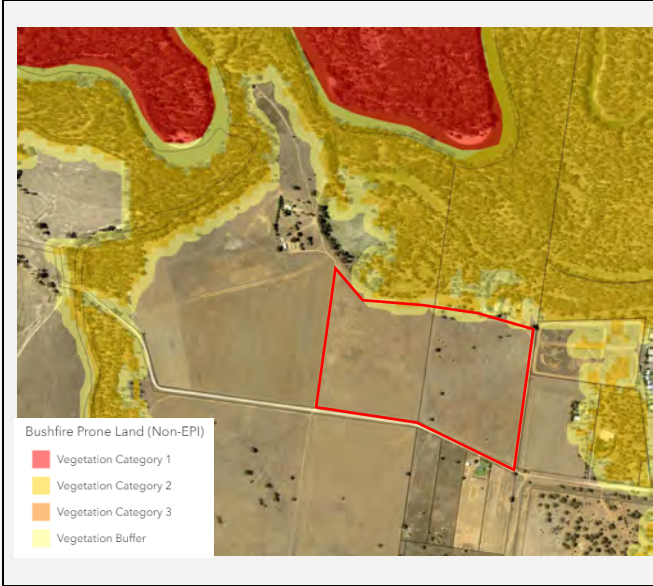 Bushfire Prone Land (Non-EPI)
Vegetation Category 1
Vegetation Category 2
Vegetation Category 3
Vegetation Buffer